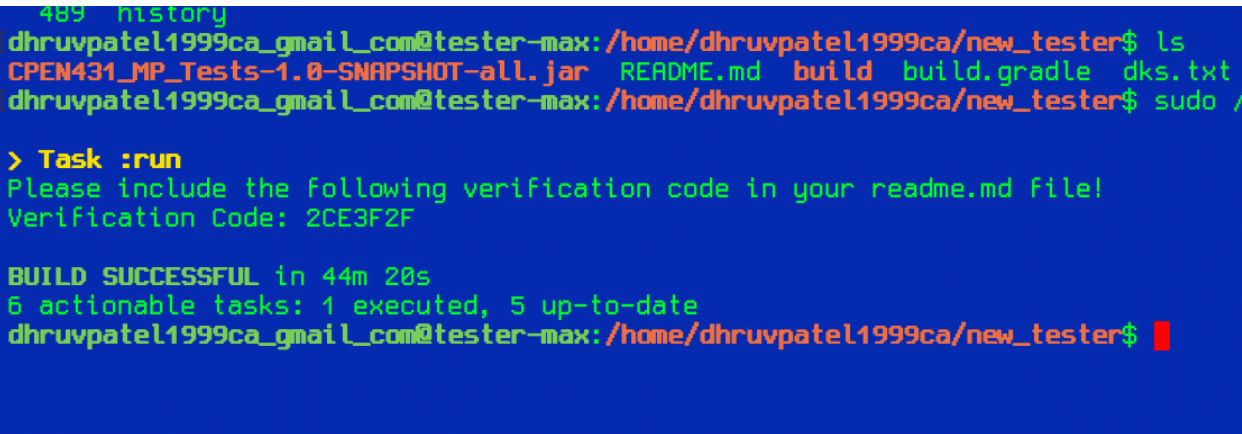 489 history
dhruvpatel1999ca_gmail_com@tester-max:/home/dhruvpatel1999ca/new_tester$ ls
CPEN431_MP_Tests-1.0-SNAPSHOT-all.jar README.md build build.gradle dks.txt
dhruvpatel1999ca_gmail_com@tester-max:/home/dhruvpatel1999ca/new_tester$ sudo /
> Task :run
Please include the following verification code in your readme.md file!
Verification Code: 2CE3F2F
BUILD SUCCESSFUL in 44m 20s
6 actionable tasks: 1 executed, 5 up-to-date
dhruvpatel1999ca_gmail_com@tester-max:/home/dhruvpatel1999ca/new_tester$